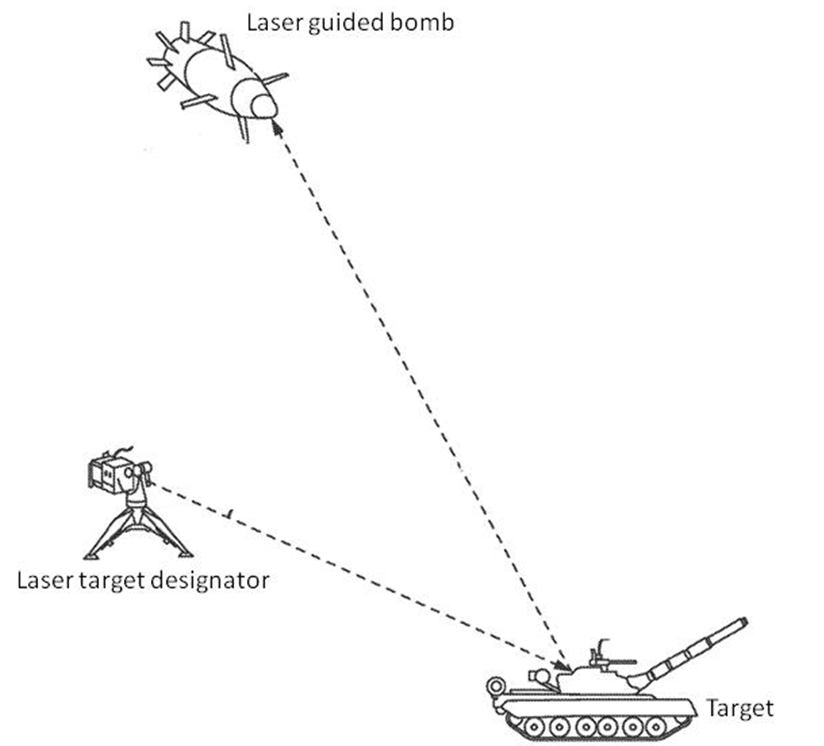 Laser guided bomb
Laser target designator
Target